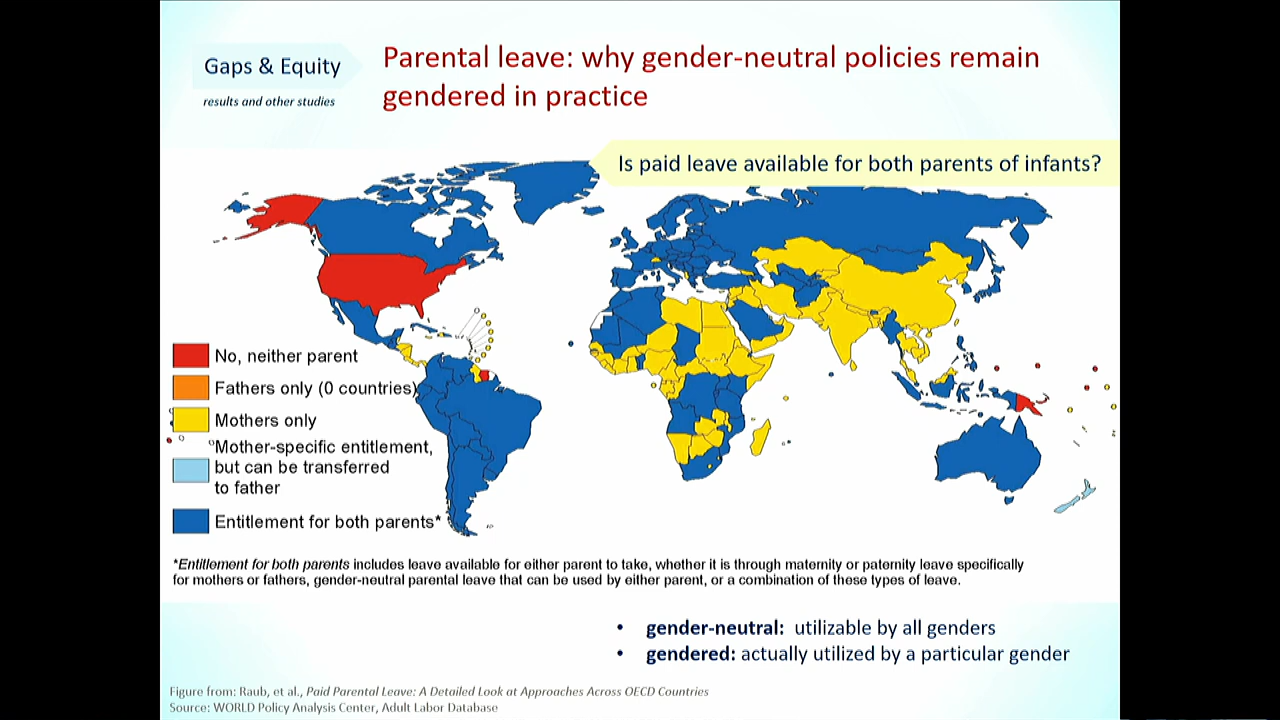 Gaps & Equity
results and other studies
Parental leave: why gender-neutral policies remain
gendered in practice
Is paid leave available for both parents of infants?
No, neither parent
Fathers only (0 countries)
Mothers only
Mother-specific entitlement,
but can be transferred
to father
Entitlement for both parents*
*Entitlement for both parents includes leave available for either parent to take, whether it is through maternity or paternity leave specifically
for mothers or fathers, gender-neutral parental leave that can be used by either parent, or a combination of these types of leave.
• gender-neutral: utilizable by all genders
• gendered: actually utilized by a particular gender
Figure from: Raub, et al., Paid Parental Leave: A Detailed Look at Approaches Across OECD Countries
Source: WORLD Policy Analysis Center, Adult Labor Database